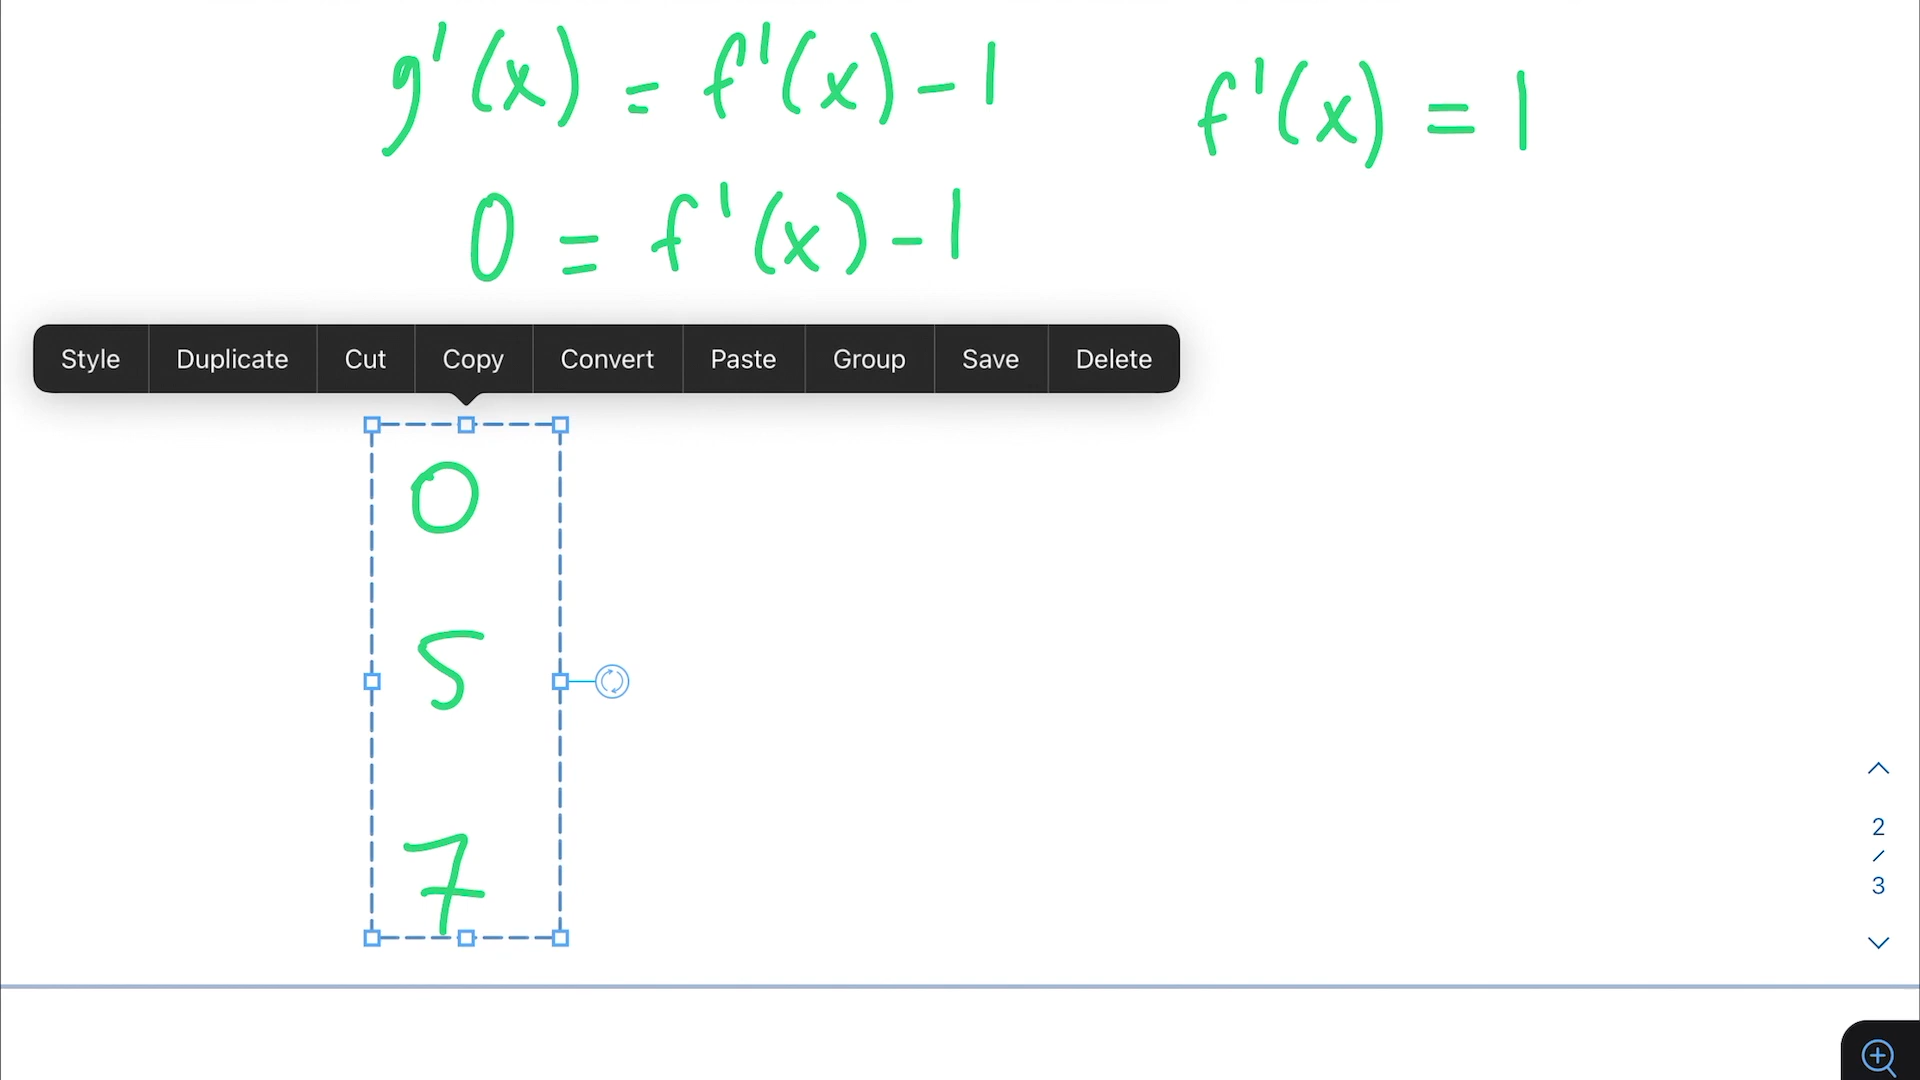 g'(x) = f'(x) - 1
f'(x) = 1
0 = f'(x) - 1
Style Duplicate Cut Copy Convert Paste Group Save Delete
0
5
7
2
/
3